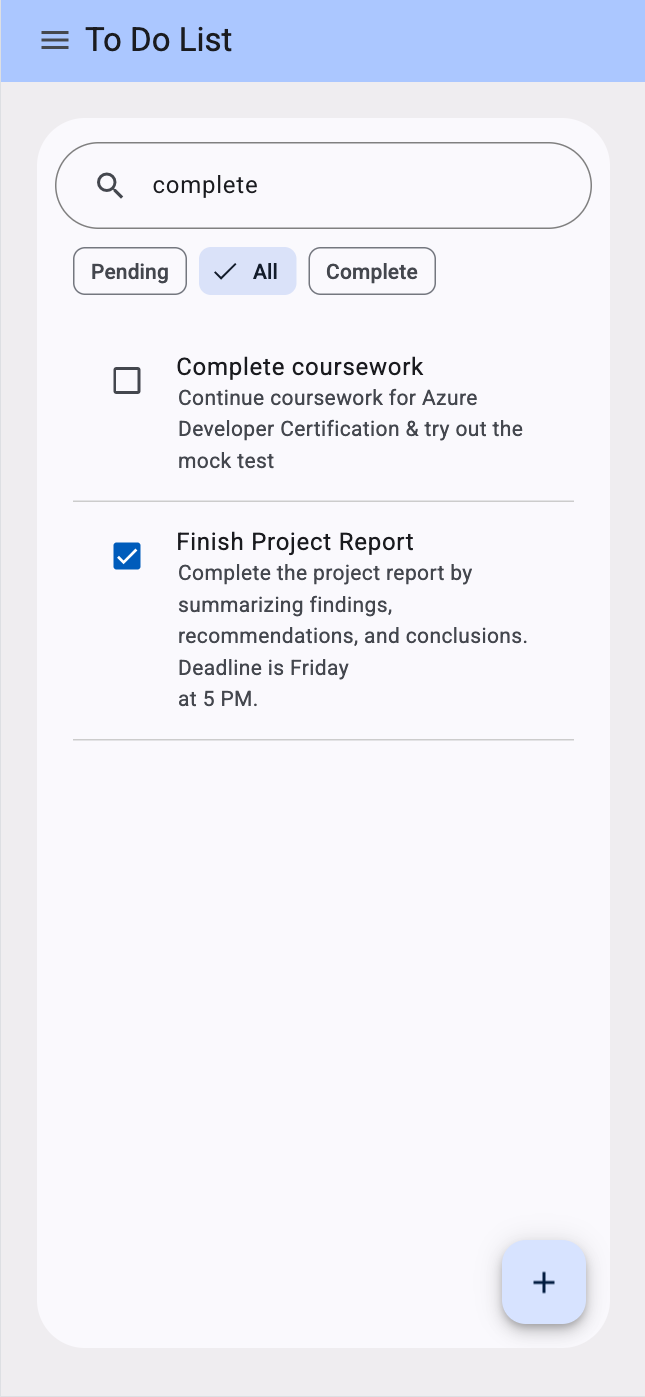 To Do List
complete
Pending
All
Complete
Complete coursework
Continue coursework for Azure
Developer Certification & try out the
mock test
Finish Project Report
Complete the project report by
summarizing findings,
recommendations, and conclusions.
Deadline is Friday
at 5 PM.